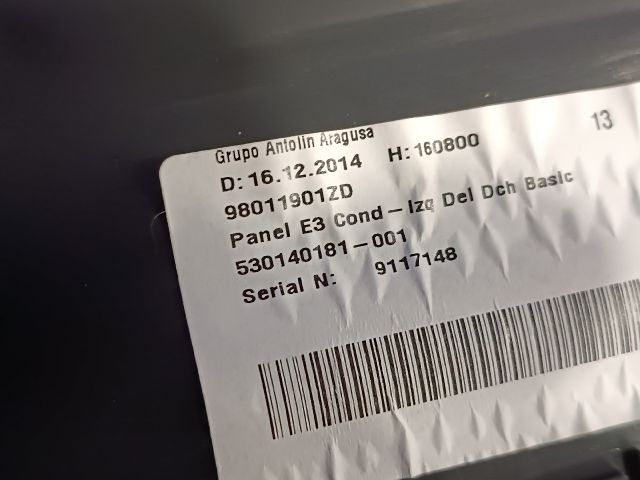 Grupo Antolin Aragusa
13
D: 16.12.2014 H: 160800
98011901ZD
Panel E3 Cond-Izq Del Dch Basic
530140181-001
Serial N: 9117148